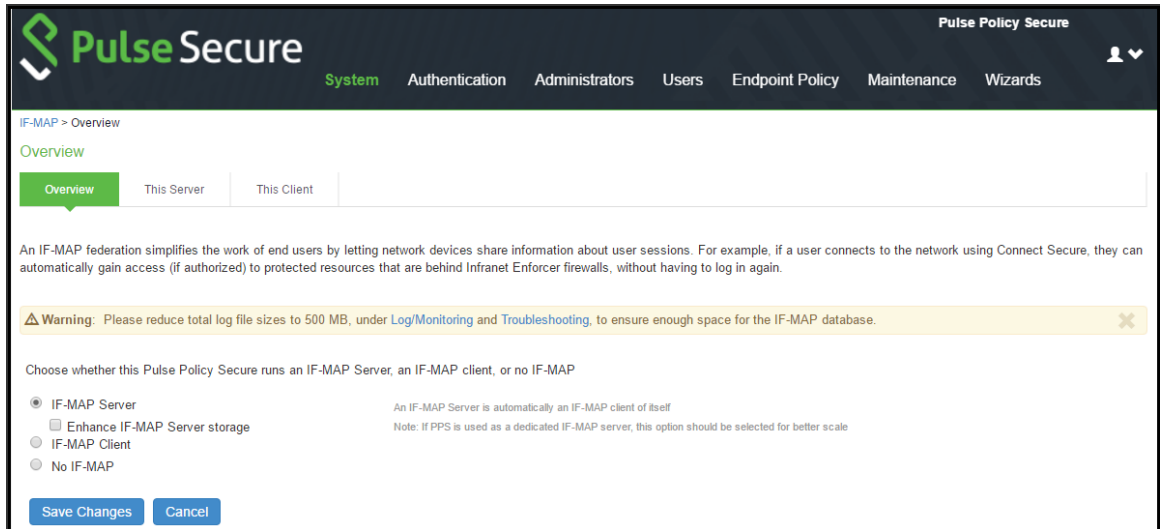 Pulse Policy Secure
Pulse Secure
System Authentication Administrators Users Endpoint Policy Maintenance Wizards
IF-MAP > Overview
Overview
Overview This Server This Client
An IF-MAP federation simplifies the work of end users by letting network devices share information about user sessions. For example, if a user connects to the network using Connect Secure, they can
automatically gain access (if authorized) to protected resources that are behind Infranet Enforcer firewalls, without having to log in again.
Warning: Please reduce total log file sizes to 500 MB, under Log/Monitoring and Troubleshooting, to ensure enough space for the IF-MAP database.
Choose whether this Pulse Policy Secure runs an IF-MAP Server, an IF-MAP client, or no IF-MAP
IF-MAP Server An IF-MAP Server is automatically an IF-MAP client of itself
Enhance IF-MAP Server storage Note: If PPS is used as a dedicated IF-MAP server, this option should be selected for better scale
IF-MAP Client
No IF-MAP
Save Changes Cancel